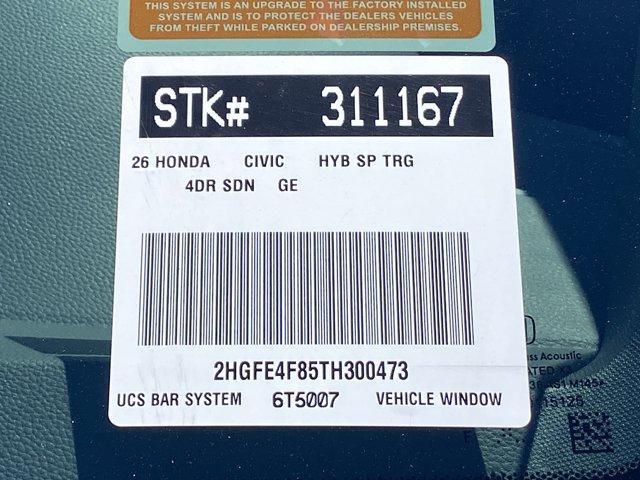 THIS SYSTEM IS AN UPGRADE TO THE FACTORY INSTALLED
SYSTEM AND IS TO PROTECT THE DEALERS VEHICLES
FROM THEFT WHILE PARKED ON DEALERSHIP PREMISES.
STK# 311167
26 HONDA CIVIC HYB SP TRG
4DR SDN GE
2HGFE4F85TH300473
UCS BAR SYSTEM 6T5007 VEHICLE WINDOW
Acoustic